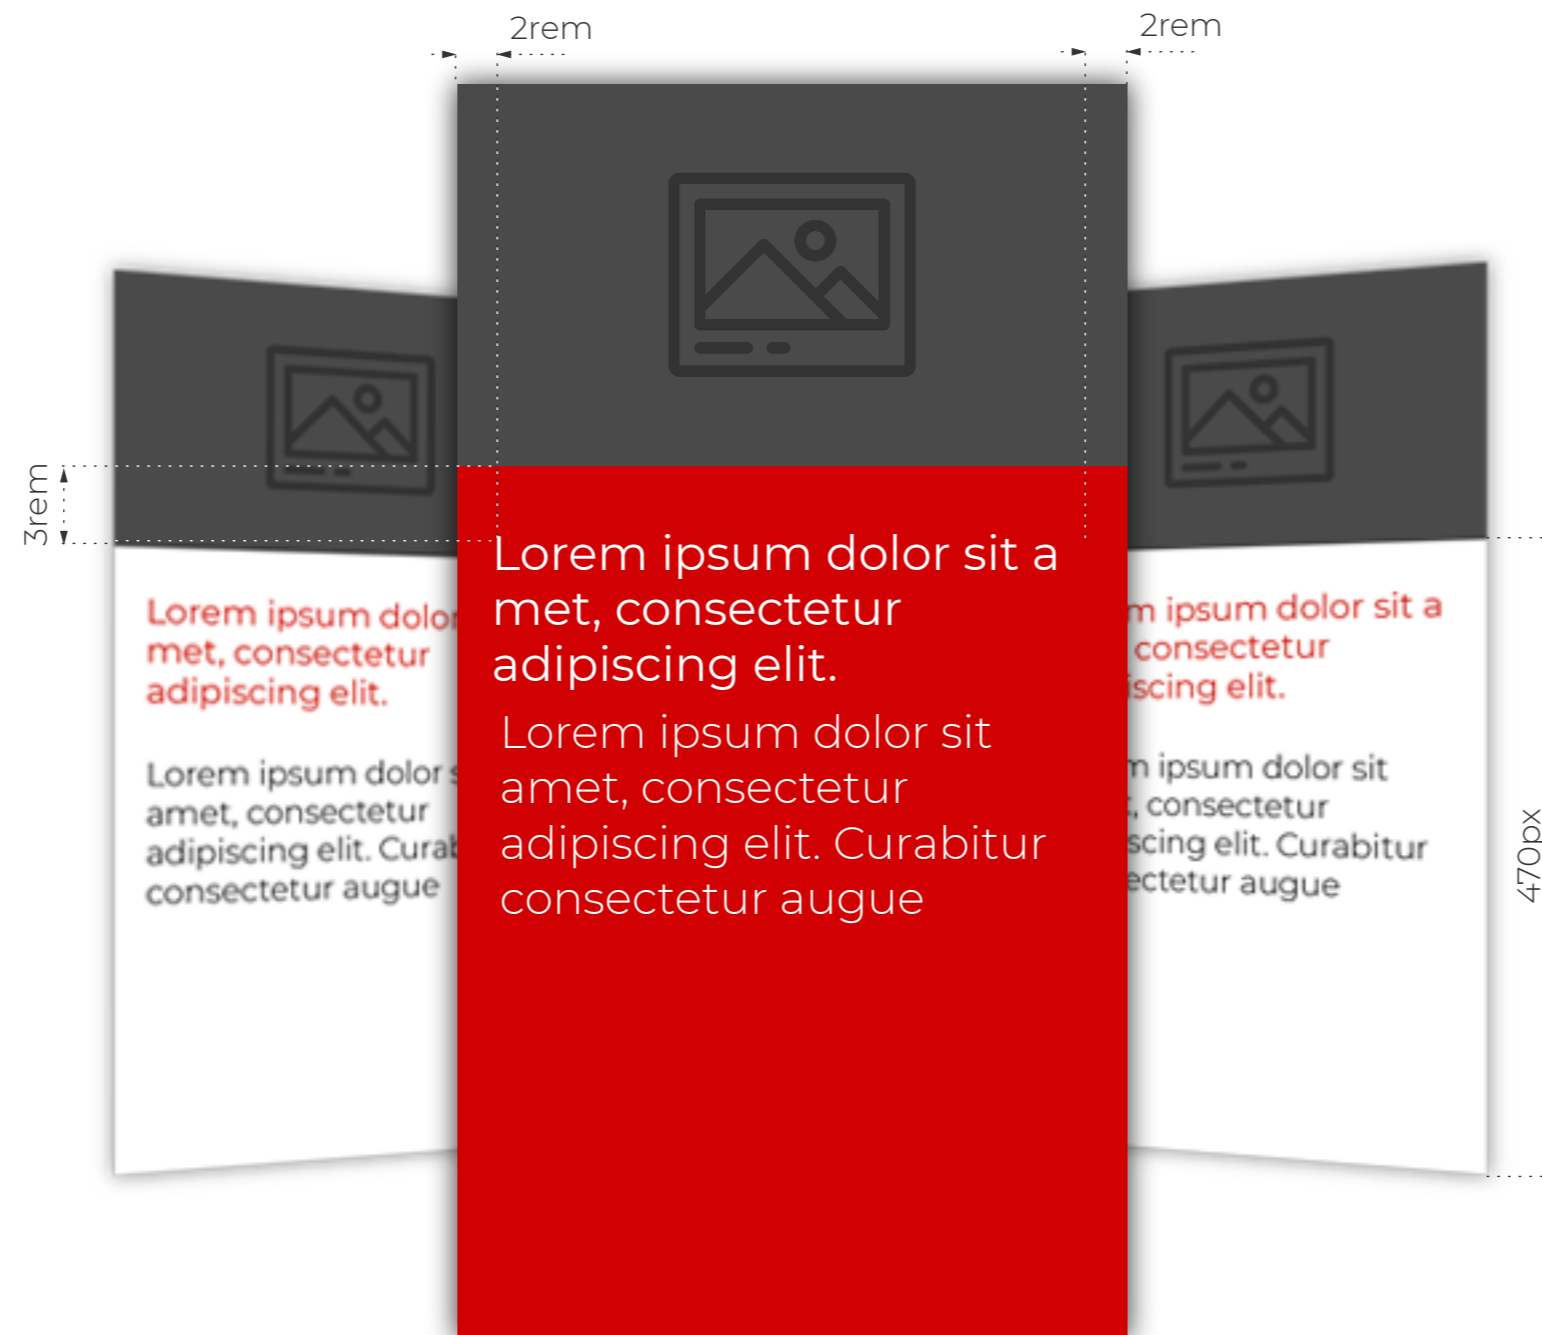 2rem
2rem
3rem
Lorem ipsum dolor
met, consectetur
adipiscing elit.
Lorem ipsum dolor s
amet, consectetur
adipiscing elit. Curab
consectetur augue
Lorem ipsum dolor sit a
met, consectetur
adipiscing elit.
Lorem ipsum dolor sit
amet, consectetur
adipiscing elit. Curabitur
consectetur augue
m ipsum dolor sit a
consectetur
iscing elit.
m ipsum dolor sit
, consectetur
scing elit. Curabitur
ectetur augue
470px